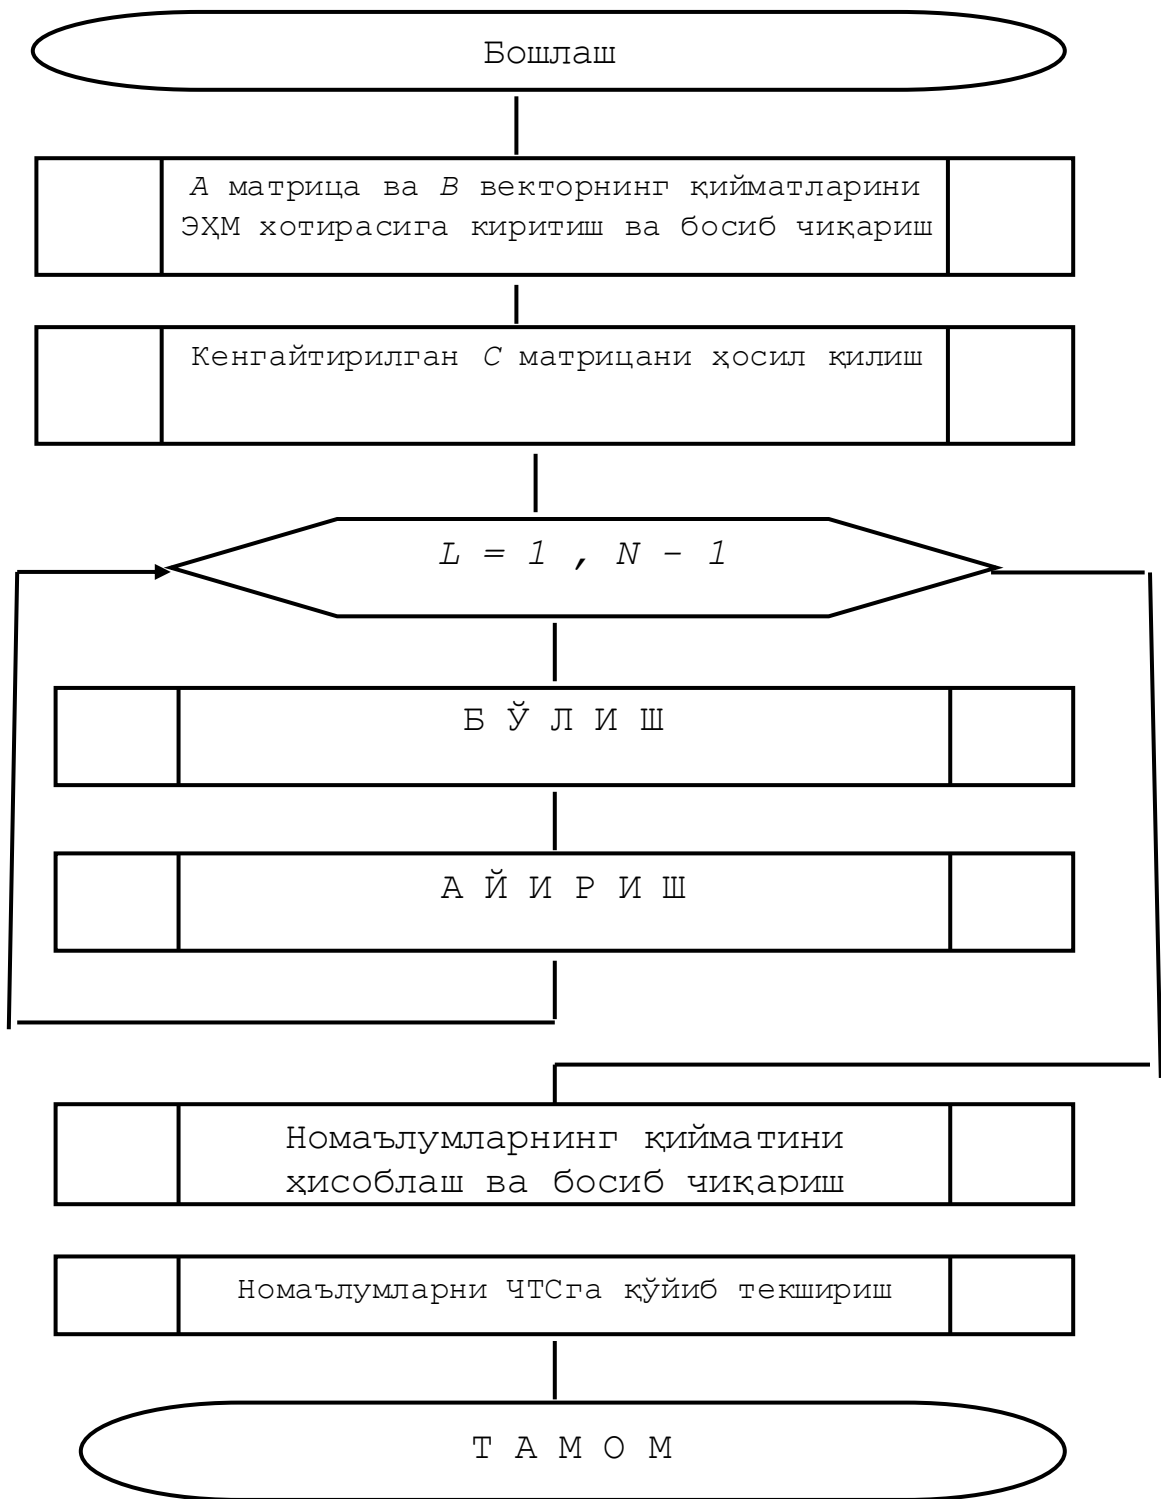 Бошлаш
A матрица ва B векторнинг қийматларини
ЭҲМ хотирасига киритиш ва босиб чиқариш
Кенгайтирилган C матрицани ҳосил қилиш
L = 1 , N – 1
Б Ў Л И Ш
А Й И Р И Ш
Номаълумларнинг қийматини
ҳисоблаш ва босиб чиқариш
Номаълумларни ЧТСга қўйиб текшириш
Т А М О М